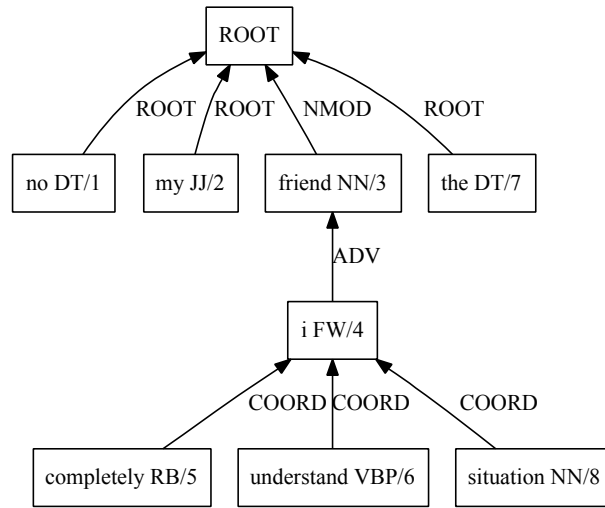 ROOT
ROOT ROOT NMOD ROOT
no DT/1 my JJ/2 friend NN/3 the DT/7
ADV
i FW/4
COORD COORD COORD
completely RB/5 understand VBP/6 situation NN/8